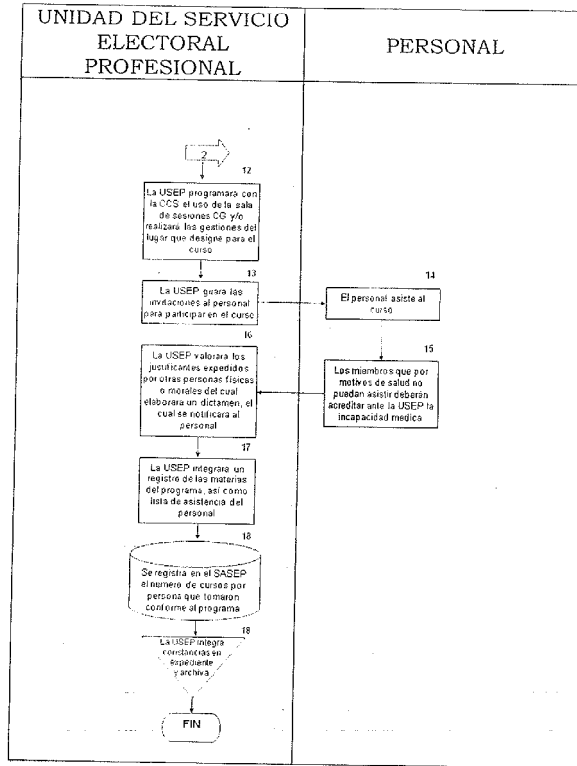 UNIDAD DEL SERVICIO
ELECTORAL
PROFESIONAL
PERSONAL
2
12
La USEP programará con
la CCS el uso de la sala
de sesiones CG y/o
realizará las gestiones del
lugar que designé para el
curso
13
La USEP girará las
invitaciones al personal
para participar en el curso
14
El personal asiste al
curso
15
Los miembros que por
motivos de salud no
puedan asistir deberán
acreditar ante la USEP la
incapacidad medica
16
La USEP valorará los
justificantes expedidos
por otras personas físicas
o morales del cual
elaborara un dictamen, el
cual se notificará al
personal
17
La USEP integrara un
registro de las materias
del programa, así como
lista de asistencia del
personal
18
Se registra en el SASEP
el numero de cursos por
persona que tomaron
conforme al programa
18
La USEP integra
constancias en
expediente
y archiva
FIN